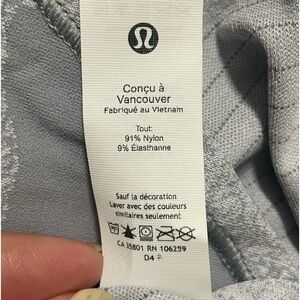 Conçu à
Vancouver
Fabriqué au Vietnam
Tout:
91% Nylon
9% Élasthanne
Sauf la décoration
Laver avec des couleurs
similaires seulement
CA 35801 RN 106259
D4